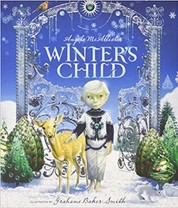 Angela McAllister
WINTER'S
CHILD
ILLUSTRATED BY Grahame Baker-Smith